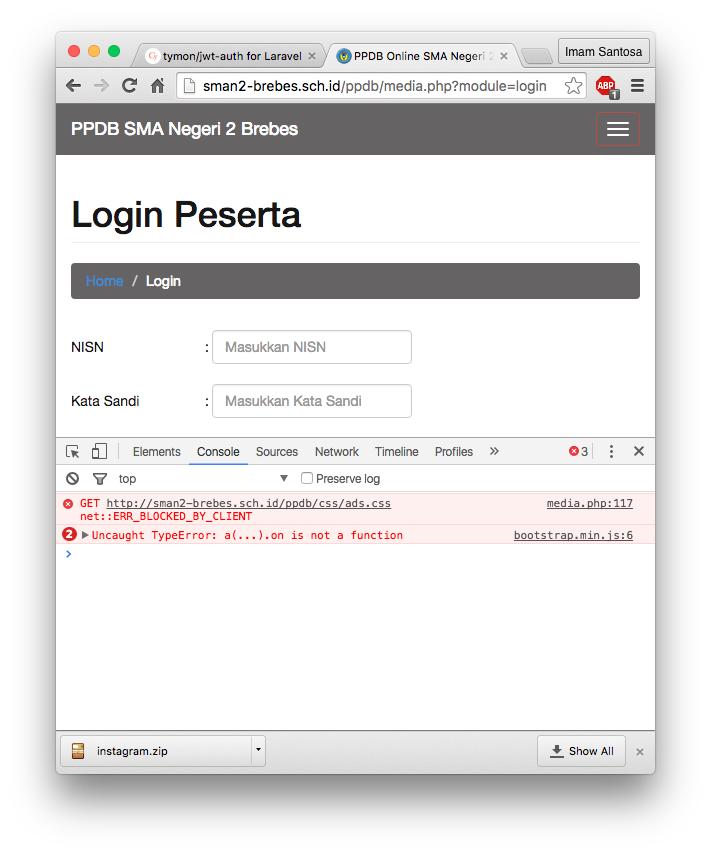 tymon/jwt-auth for Laravel
PPDB Online SMA Negeri 2
Imam Santosa
sman2-brebes.sch.id/ppdb/media.php?module=login
ABP
1
PPDB SMA Negeri 2 Brebes
Login Peserta
Home / Login
NISN : Masukkan NISN
Kata Sandi : Masukkan Kata Sandi
Elements Console Sources Network Timeline Profiles » 3
top Preserve log
GET http://sman2-brebes.sch.id/ppdb/css/ads.css media.php:117
net::ERR_BLOCKED_BY_CLIENT
2 Uncaught TypeError: a(...).on is not a function bootstrap.min.js:6
instagram.zip
Show All